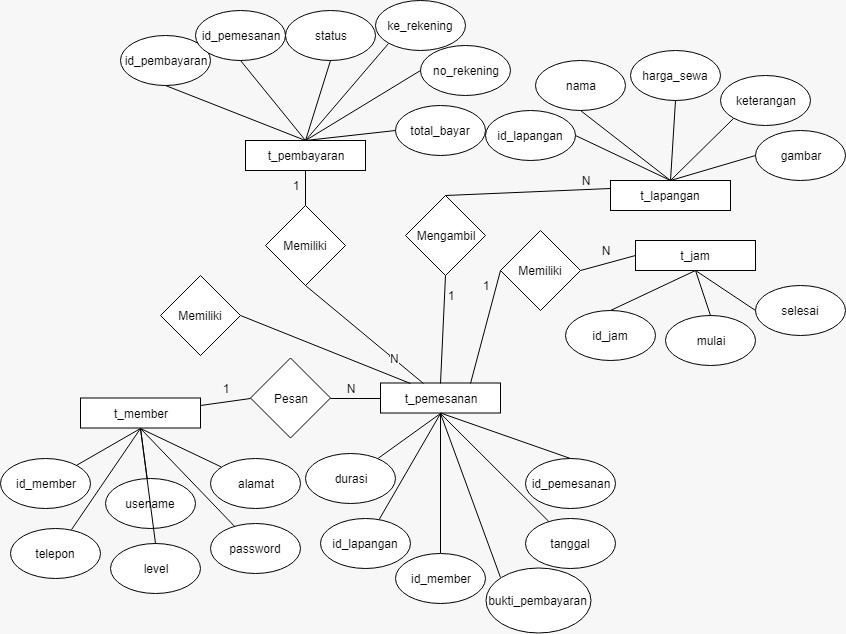 ke_rekening
id_pemesanan
status
id_pembayaran
no_rekening
harga_sewa
nama
keterangan
total_bayar
id_lapangan
t_pembayaran
gambar
1
N
t_lapangan
Memiliki
Mengambil
N
t_jam
Memiliki
1
1
Memiliki
selesai
id_jam
mulai
N
1
Pesan
N
t_pemesanan
t_member
durasi
id_pemesanan
id_member
alamat
usename
id_lapangan
tanggal
telepon
password
level
id_member
bukti_pembayaran